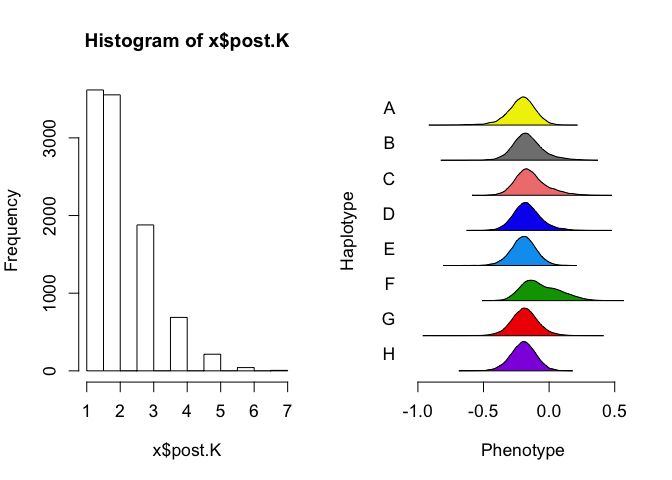 Histogram of x$post.K
Frequency
0
1000
2000
3000
1 2 3 4 5 6 7
x$post.K
Haplotype
A
B
C
D
E
F
G
H
-1.0 -0.5 0.0 0.5
Phenotype